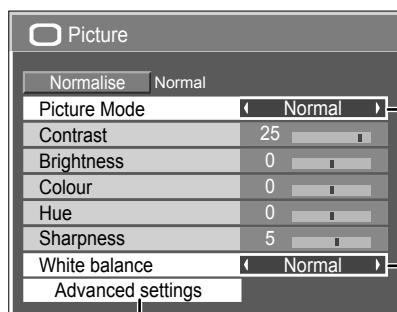 Picture
Normalise Normal
Picture Mode Normal
Contrast 25
Brightness 0
Colour 0
Hue 0
Sharpness 5
White balance Normal
Advanced settings